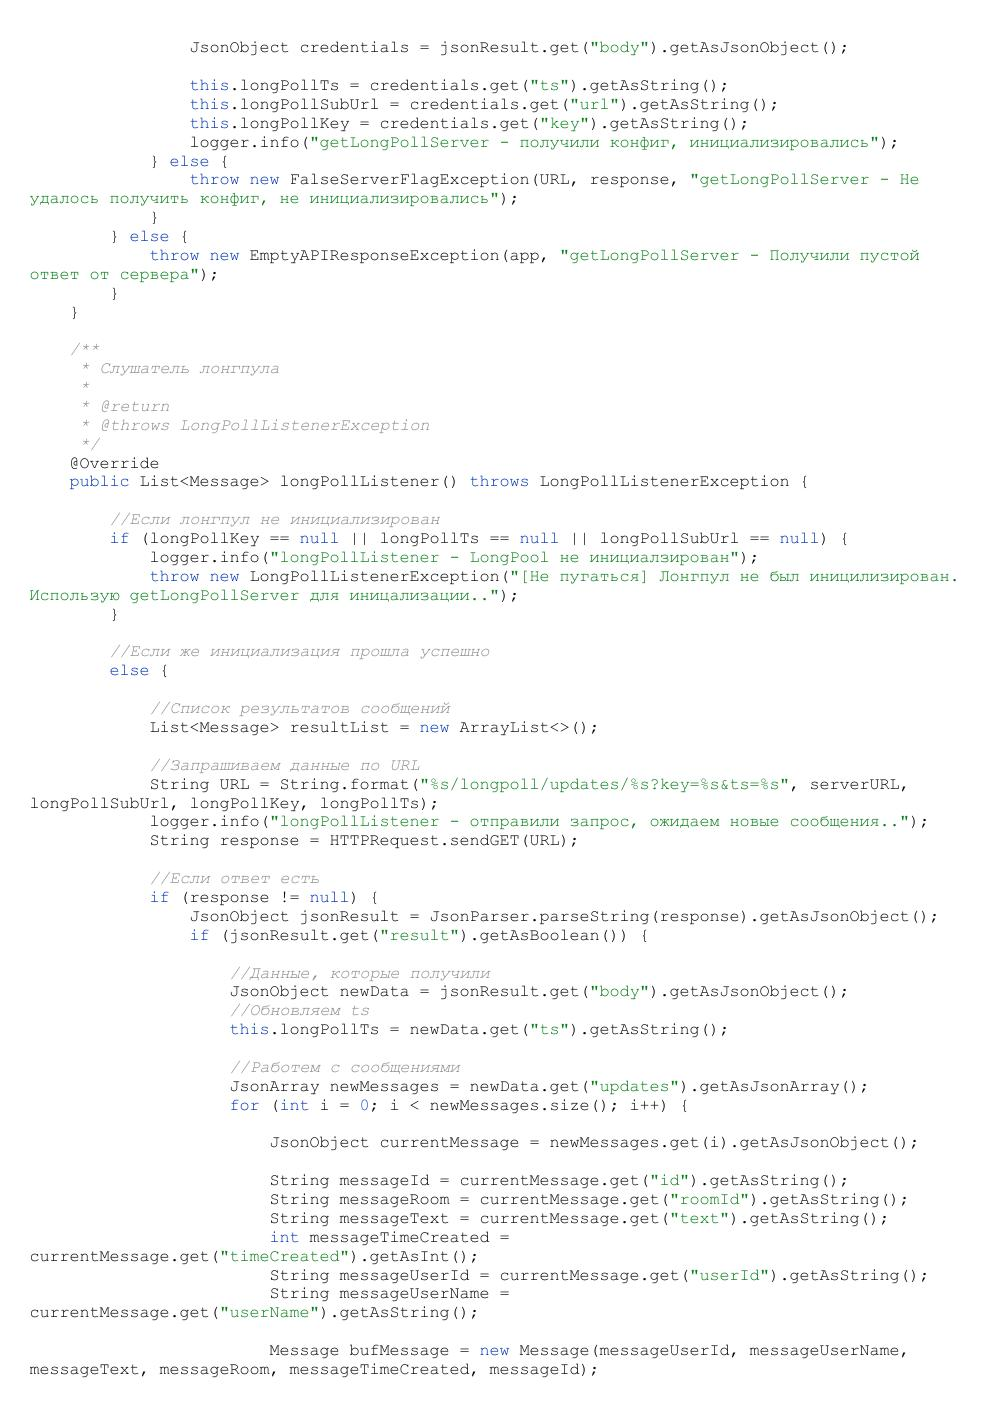 JsonObject credentials = jsonResult.get("body").getAsJsonObject();
this.longPollTs = credentials.get("ts").getAsString();
this.longPollSubUrl = credentials.get("url").getAsString();
this.longPollKey = credentials.get("key").getAsString();
logger.info("getLongPollServer - получили конфиг, инициализировались");
} else {
throw new FalseServerFlagException(URL, response, "getLongPollServer - Не
удалось получить конфиг, не инициализировались");
}
} else {
throw new EmptyAPIResponseException(app, "getLongPollServer - Получили пустой
ответ от сервера");
}
}
/**
* Слушатель лонгпула
*
* @return
* @throws LongPollListenerException
*/
@Override
public List<Message> longPollListener() throws LongPollListenerException {
//Если лонгпул не инициализирован
if (longPollKey == null || longPollTs == null || longPollSubUrl == null) {
logger.info("longPollListener - LongPool не инициалзирован");
throw new LongPollListenerException("[Не пугаться] Лонгпул не был иницилизирован.
Использую getLongPollServer для иницализации..");
}
//Если же инициализация прошла успешно
else {
//Список результатов сообщений
List<Message> resultList = new ArrayList<>();
//Запрашиваем данные по URL
String URL = String.format("%s/longpoll/updates/%s?key=%s&ts=%s", serverURL,
longPollSubUrl, longPollKey, longPollTs);
logger.info("longPollListener - отправили запрос, ожидаем новые сообщения..");
String response = HTTPRequest.sendGET(URL);
//Если ответ есть
if (response != null) {
JsonObject jsonResult = JsonParser.parseString(response).getAsJsonObject();
if (jsonResult.get("result").getAsBoolean()) {
//Данные, которые получили
JsonObject newData = jsonResult.get("body").getAsJsonObject();
//Обновляем ts
this.longPollTs = newData.get("ts").getAsString();
//Работем с сообщениями
JsonArray newMessages = newData.get("updates").getAsJsonArray();
for (int i = 0; i < newMessages.size(); i++) {
JsonObject currentMessage = newMessages.get(i).getAsJsonObject();
String messageId = currentMessage.get("id").getAsString();
String messageRoom = currentMessage.get("roomId").getAsString();
String messageText = currentMessage.get("text").getAsString();
int messageTimeCreated =
currentMessage.get("timeCreated").getAsInt();
String messageUserId = currentMessage.get("userId").getAsString();
String messageUserName =
currentMessage.get("userName").getAsString();
Message bufMessage = new Message(messageUserId, messageUserName,
messageText, messageRoom, messageTimeCreated, messageId);